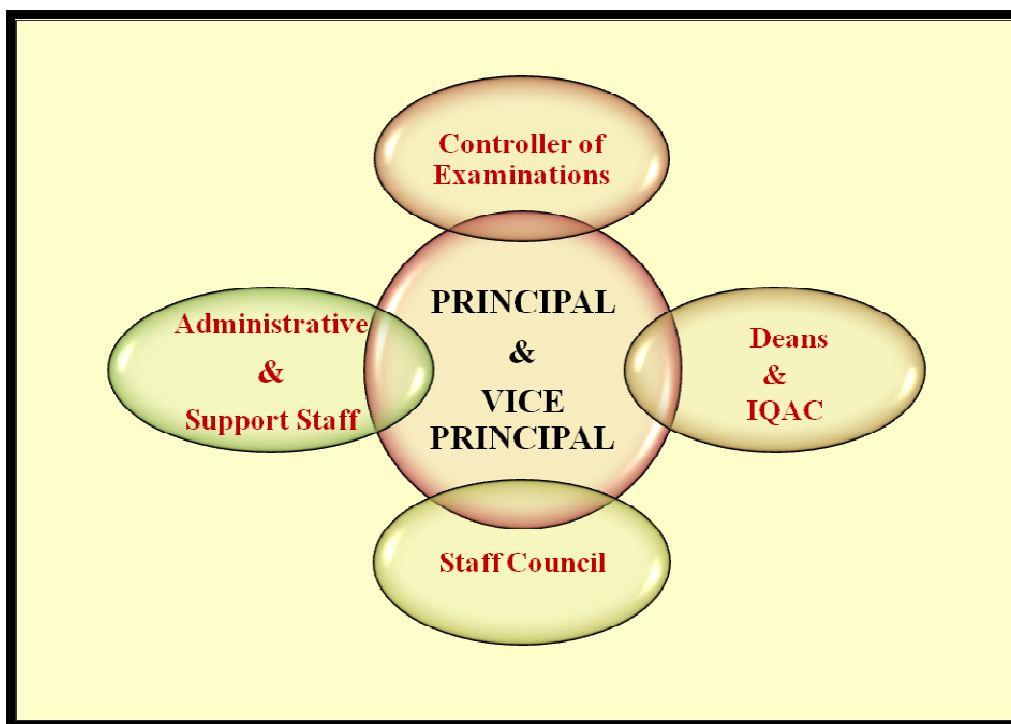 Controller of
Examinations
PRINCIPAL
&
VICE
PRINCIPAL
Administrative
&
Support Staff
Deans
&
IQAC
Staff Council